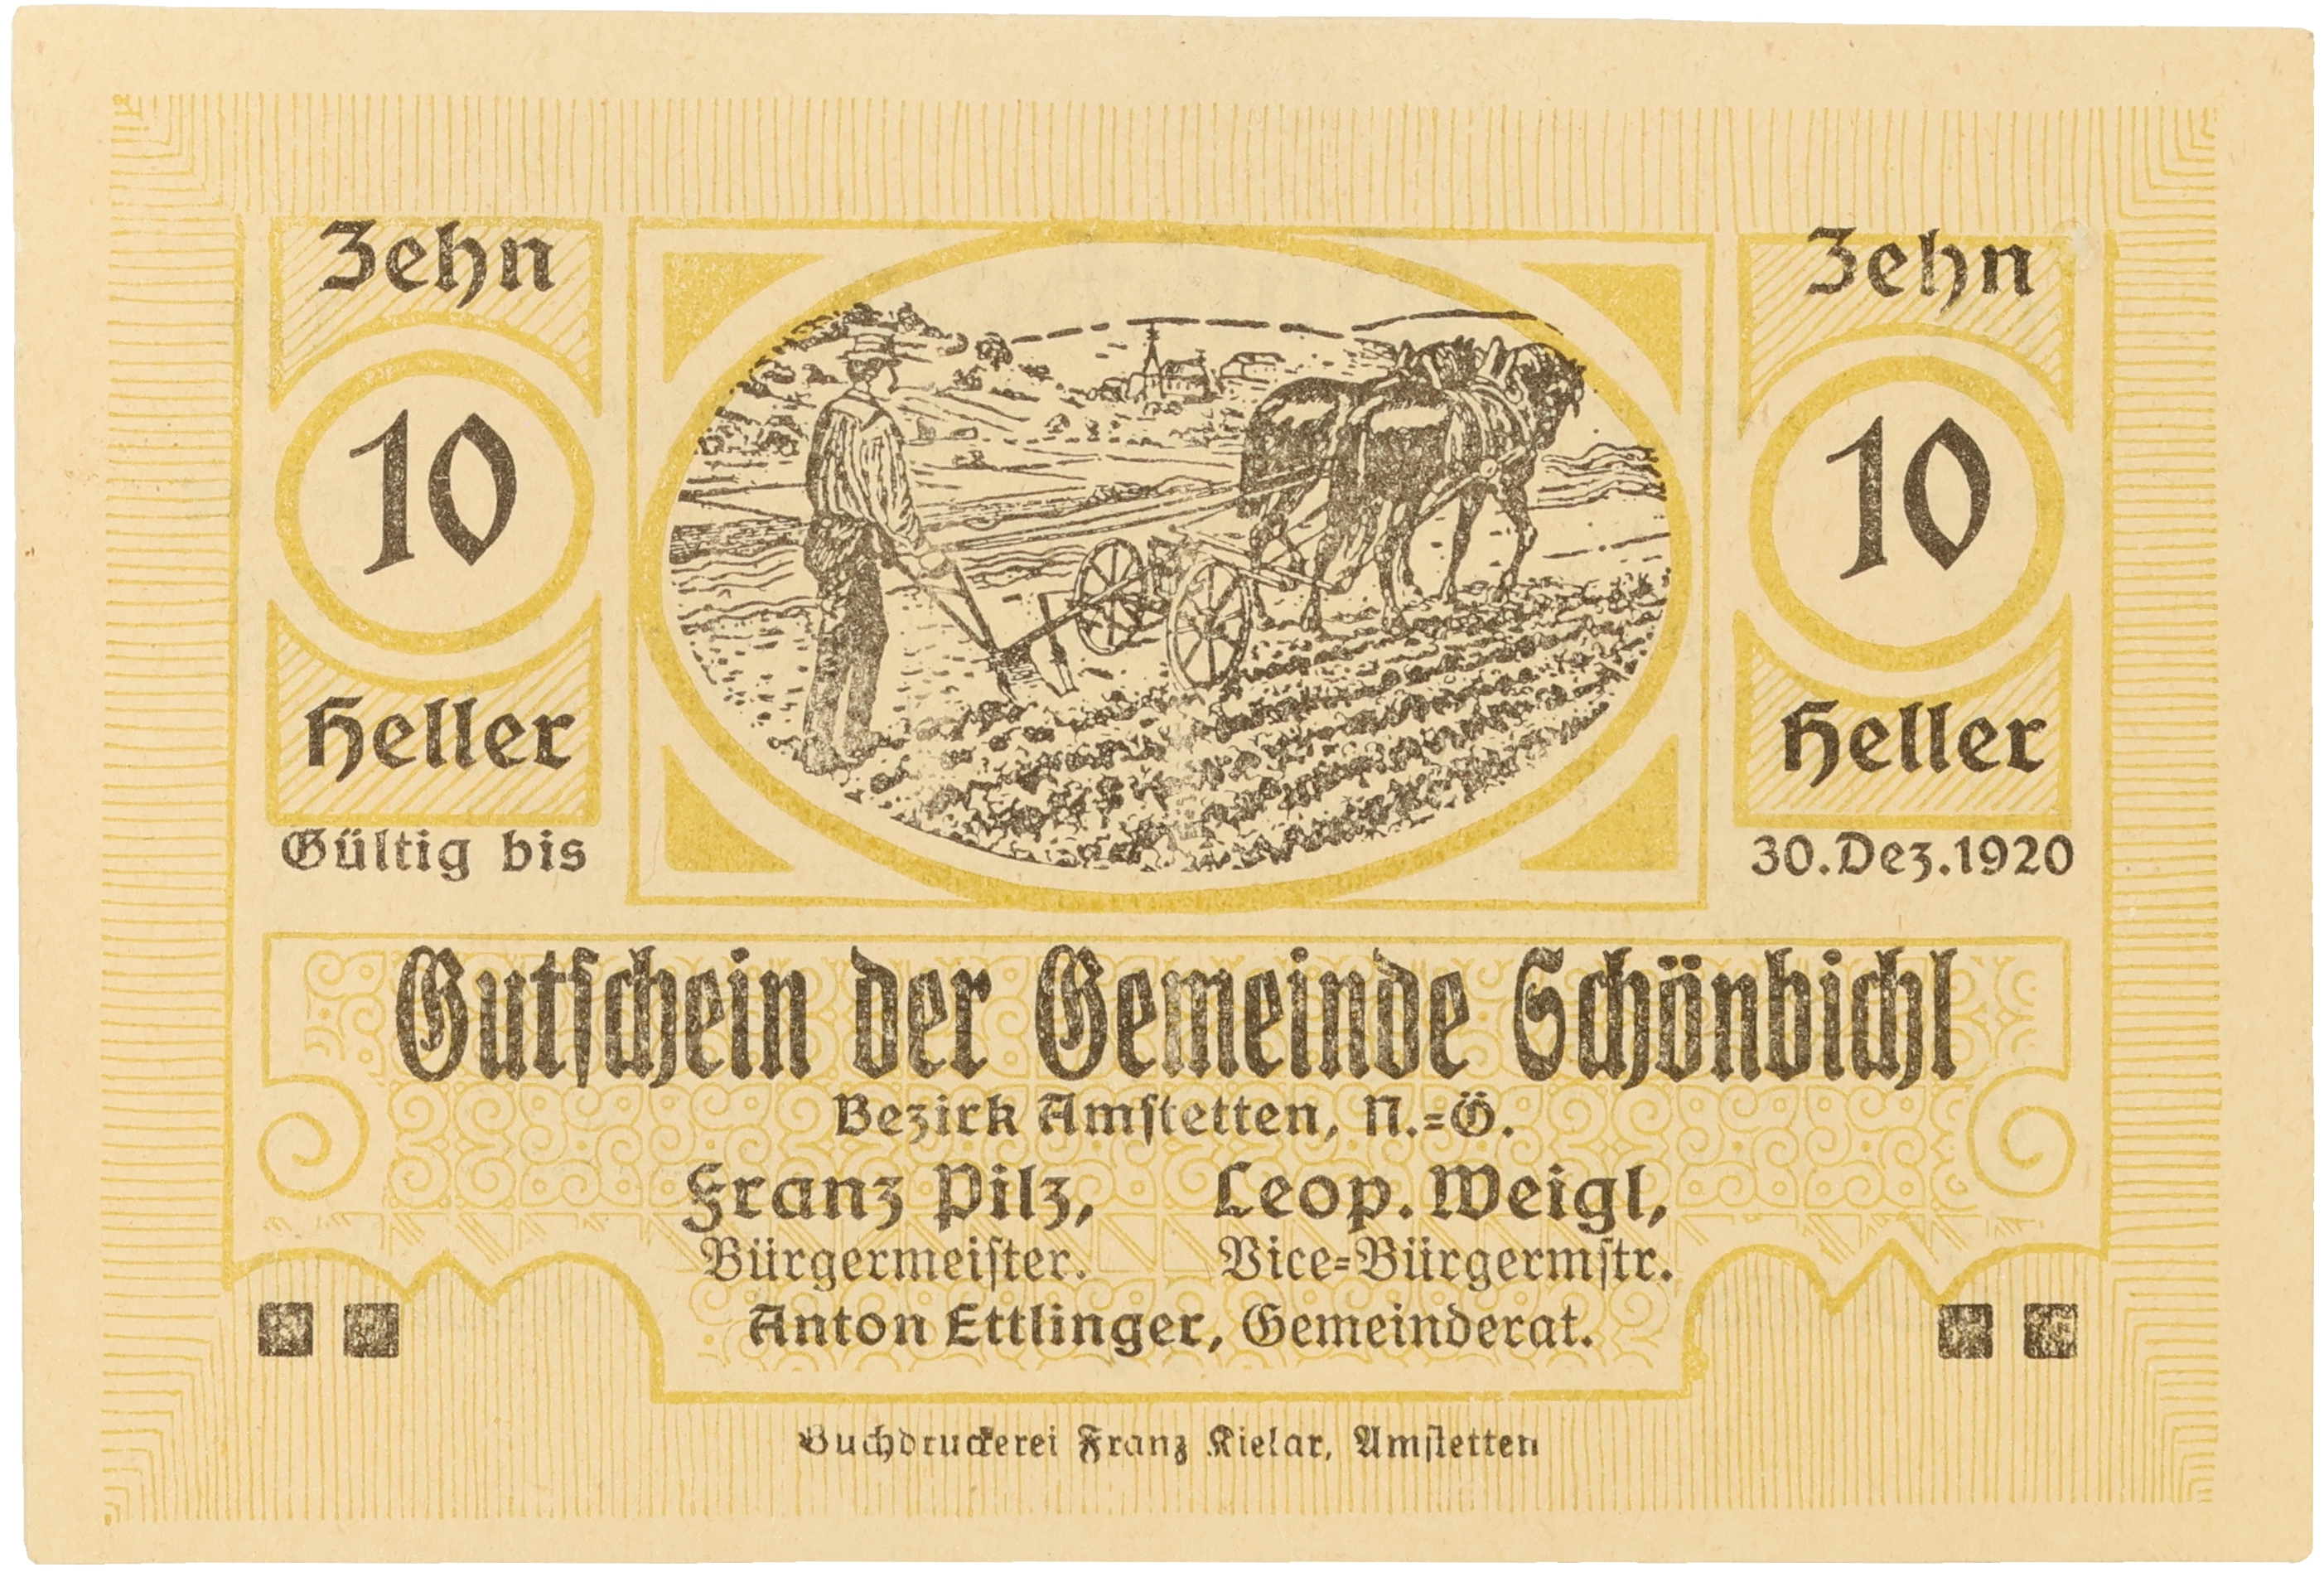 Zehn Zehn
10 10
Heller Heller
Gültig bis 30.Dez.1920
Gutschein der Gemeinde Schönbichl
Bezirk Amstetten, N.=Ö.
Franz Pilz, Leop. Weigl,
Bürgermeister. Vice=Bürgermstr.
Anton Ettlinger, Gemeinderat.
Buchdruckerei Franz Kielar, Amstetten